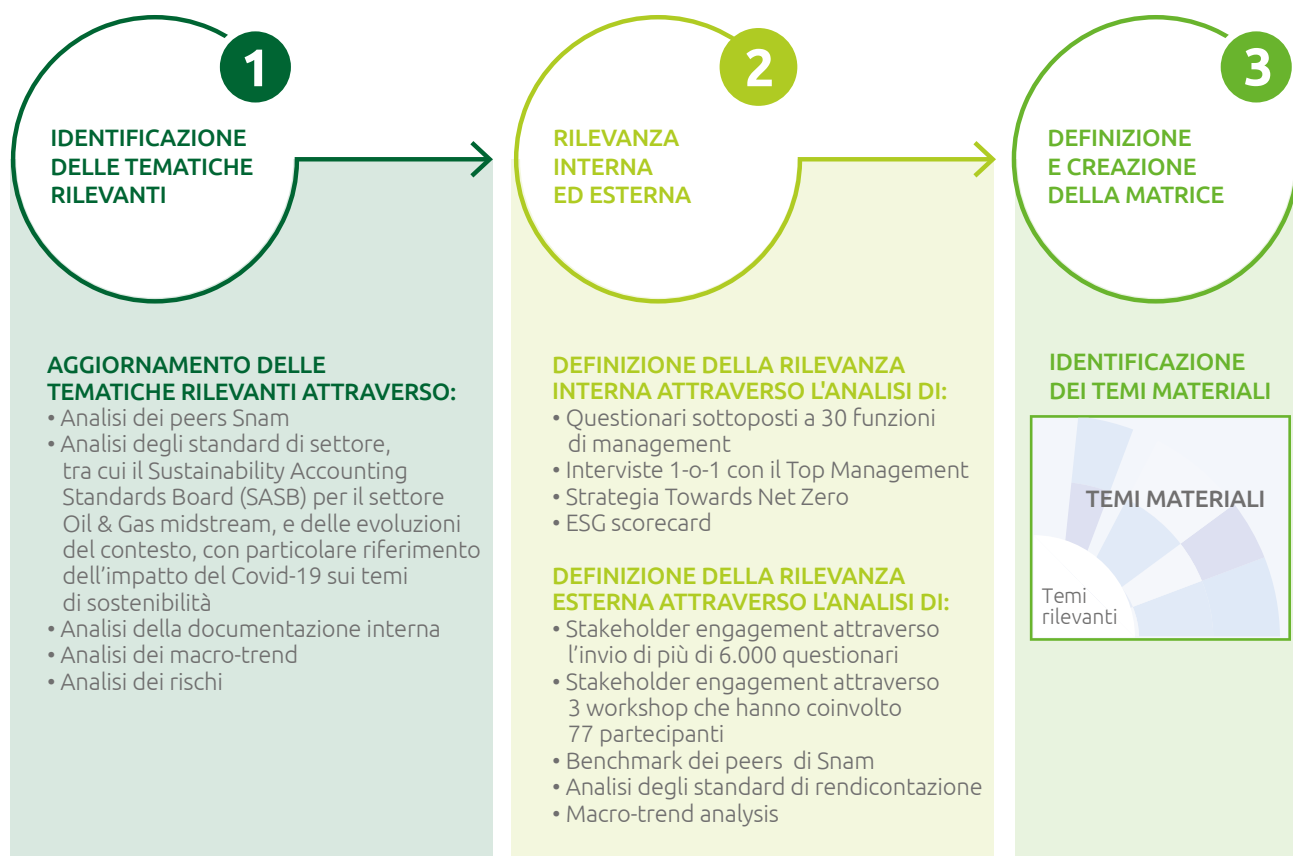 1
IDENTIFICAZIONE
DELLE TEMATICHE
RILEVANTI
AGGIORNAMENTO DELLE
TEMATICHE RILEVANTI ATTRAVERSO:
• Analisi dei peers Snam
• Analisi degli standard di settore,
tra cui il Sustainability Accounting
Standards Board (SASB) per il settore
Oil & Gas midstream, e delle evoluzioni
del contesto, con particolare riferimento
dell'impatto del Covid-19 sui temi
di sostenibilità
• Analisi della documentazione interna
• Analisi dei macro-trend
• Analisi dei rischi
2
RILEVANZA
INTERNA
ED ESTERNA
DEFINIZIONE DELLA RILEVANZA
INTERNA ATTRAVERSO L'ANALISI DI:
• Questionari sottoposti a 30 funzioni
di management
• Interviste 1-o-1 con il Top Management
• Strategia Towards Net Zero
• ESG scorecard
DEFINIZIONE DELLA RILEVANZA
ESTERNA ATTRAVERSO L'ANALISI DI:
• Stakeholder engagement attraverso
l'invio di più di 6.000 questionari
• Stakeholder engagement attraverso
3 workshop che hanno coinvolto
77 partecipanti
• Benchmark dei peers di Snam
• Analisi degli standard di rendicontazione
• Macro-trend analysis
3
DEFINIZIONE
E CREAZIONE
DELLA MATRICE
IDENTIFICAZIONE
DEI TEMI MATERIALI
TEMI MATERIALI
Temi
rilevanti